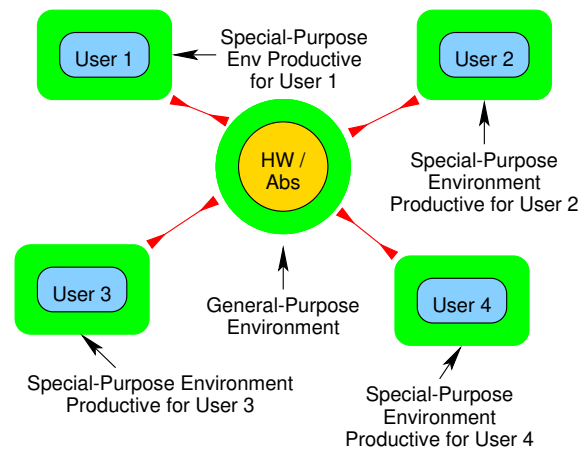 User 1
Special-Purpose
Env Productive
for User 1
User 2
HW /
Abs
Special-Purpose
Environment
Productive for User 2
User 3
General-Purpose
Environment
User 4
Special-Purpose Environment
Productive for User 3
Special-Purpose
Environment
Productive for User 4